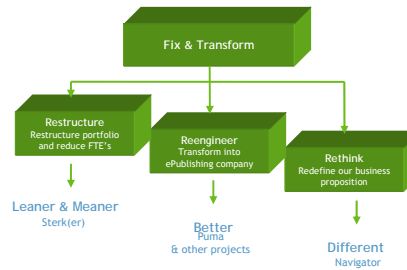 Fix & Transform
Restructure
Restructure portfolio
and reduce FTE's
Reengineer
Transform into
ePublishing company
Rethink
Redefine our business
proposition
Leaner & Meaner
Sterk(er)
Better
Puma
& other projects
Different
Navigator